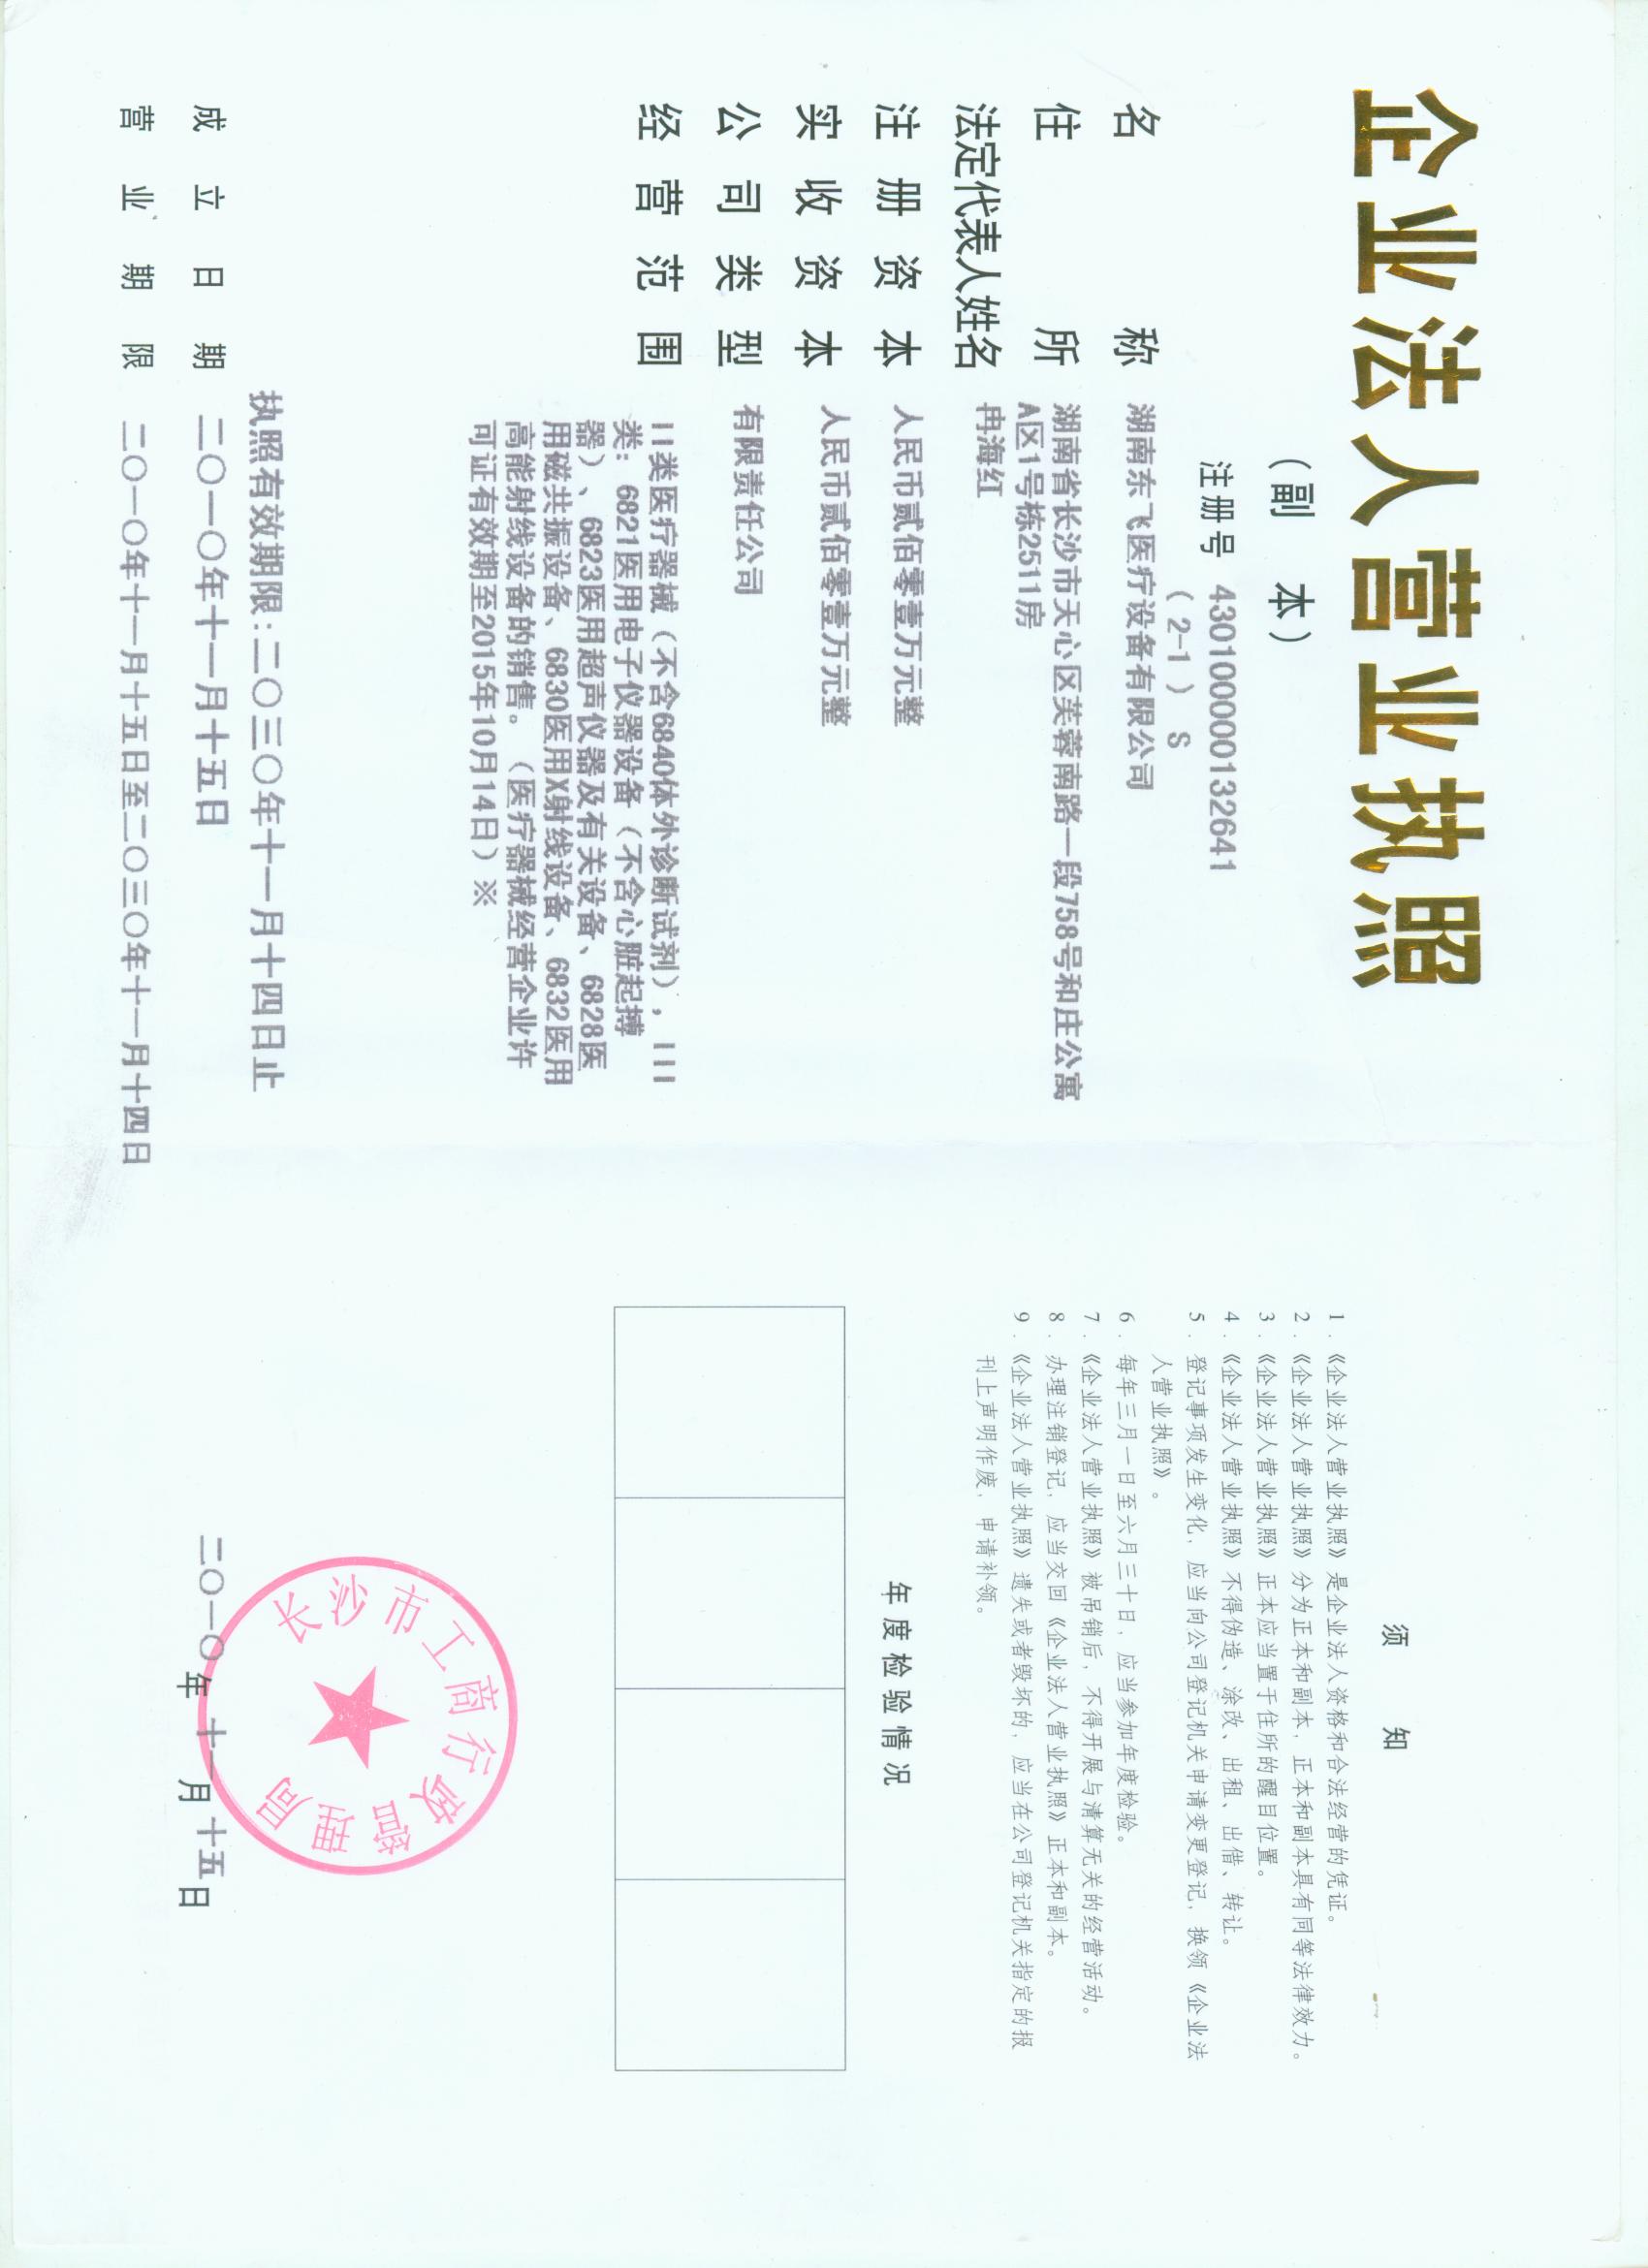 企业法人营业执照
（副 本）
注册号 430100000132641
（2-1）S
名 称 湖南东飞医疗设备有限公司
住 所 湖南省长沙市天心区芙蓉南路一段758号和庄公寓
A区1号栋2511房
法定代表人姓名 冉海红
注 册 资 本 人民币贰佰零壹万元整
实 收 资 本 人民币贰佰零壹万元整
公 司 类 型 有限责任公司
经 营 范 围 II类医疗器械（不含6840体外诊断试剂），III
类：6821医用电子仪器设备（不含心脏起搏
器）、6823医用超声仪器及有关设备、6828医
用磁共振设备、6830医用X射线设备、6832医用
高能射线设备的销售。（医疗器械经营企业许
可证有效期至2015年10月14日）※
执照有效期限：二〇三〇年十一月十四日止
成 立 日 期 二〇一〇年十一月十五日
营 业 期 限 二〇一〇年十一月十五日至二〇三〇年十一月十四日
须 知
1．《企业法人营业执照》是企业法人资格和合法经营的凭证。
2．《企业法人营业执照》分为正本和副本，正本和副本具有同等法律效力。
3．《企业法人营业执照》正本应当置于住所的醒目位置。
4．《企业法人营业执照》不得伪造、涂改、出租、出借、转让。
5．登记事项发生变化，应当向公司登记机关申请变更登记，换领《企业法
人营业执照》。
6．每年三月一日至六月三十日，应当参加年度检验。
7．《企业法人营业执照》被吊销后，不得开展与清算无关的经营活动。
8．办理注销登记，应当交回《企业法人营业执照》正本和副本。
9．《企业法人营业执照》遗失或者毁坏的，应当在公司登记机关指定的报
刊上声明作废，申请补领。
年度检验情况
长沙市工商行政管理局
二〇一〇年十一月十五日